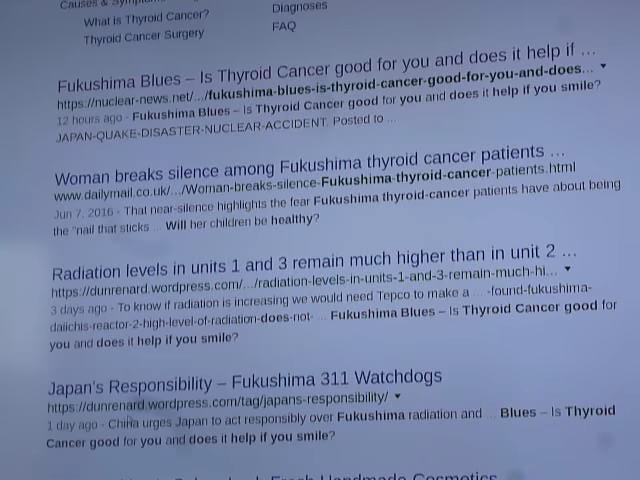 Causes &
What is Thyroid Cancer?
Thyroid Cancer Surgery
Diagnoses
FAQ
Fukushima Blues – Is Thyroid Cancer good for you and does it help if ...
https://nuclear-news.net/.../fukushima-blues-is-thyroid-cancer-good-for-you-and-does...
12 hours ago - Fukushima Blues – Is Thyroid Cancer good for you and does it help if you smile?
JAPAN-QUAKE-DISASTER-NUCLEAR-ACCIDENT. Posted to ...
Woman breaks silence among Fukushima thyroid cancer patients ...
www.dailymail.co.uk/.../Woman-breaks-silence-Fukushima-thyroid-cancer-patients.html
Jun 7, 2016 - That near-silence highlights the fear Fukushima thyroid-cancer patients have about being
the "nail that sticks ... Will her children be healthy?
Radiation levels in units 1 and 3 remain much higher than in unit 2 ...
https://dunrenard.wordpress.com/.../radiation-levels-in-units-1-and-3-remain-much-hi...
3 days ago - To know if radiation is increasing we would need Tepco to make a ... -found-fukushima-
daiichis-reactor-2-high-level-of-radiation-does-not- ... Fukushima Blues – Is Thyroid Cancer good for
you and does it help if you smile?
Japan's Responsibility – Fukushima 311 Watchdogs
https://dunrenard.wordpress.com/tag/japans-responsibility/
1 day ago - China urges Japan to act responsibly over Fukushima radiation and ... Blues – Is Thyroid
Cancer good for you and does it help if you smile?
Fresh Handmade Cosmetics